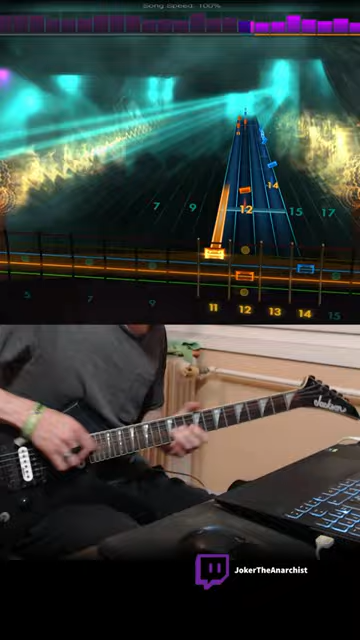 Song Speed: 100%
14
7 9 12 15 17
5 7 9 11 12 13 14 15
Jackson
JokerTheAnarchist